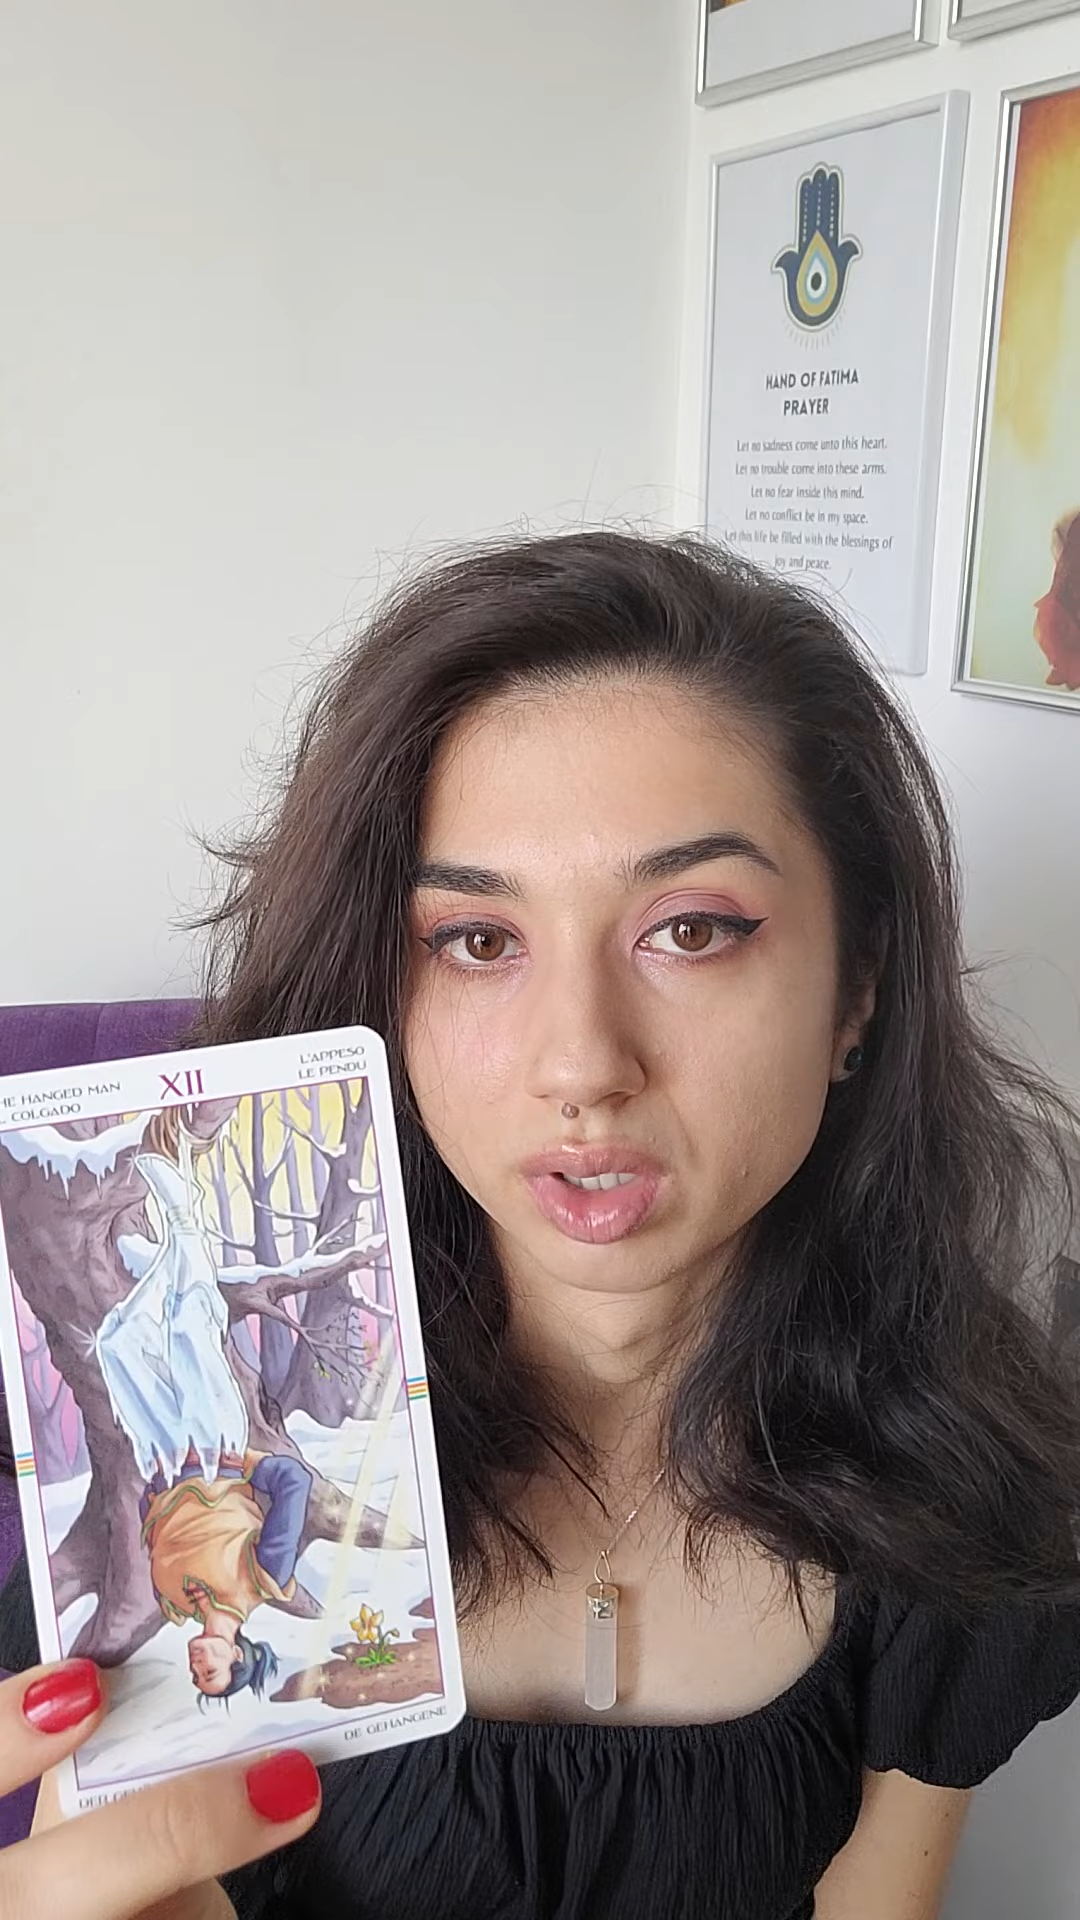 HAND OF FATIMA
PRAYER
Let no sadness come unto this heart.
Let no trouble come into these arms.
Let no fear inside this mind.
Let no conflict be in my space.
Let this life be filled with the blessings of
joy and peace.
HANGED MAN
COLGADO
XII
L'APPESO
LE PENDU
DE GEHANGENE
DER